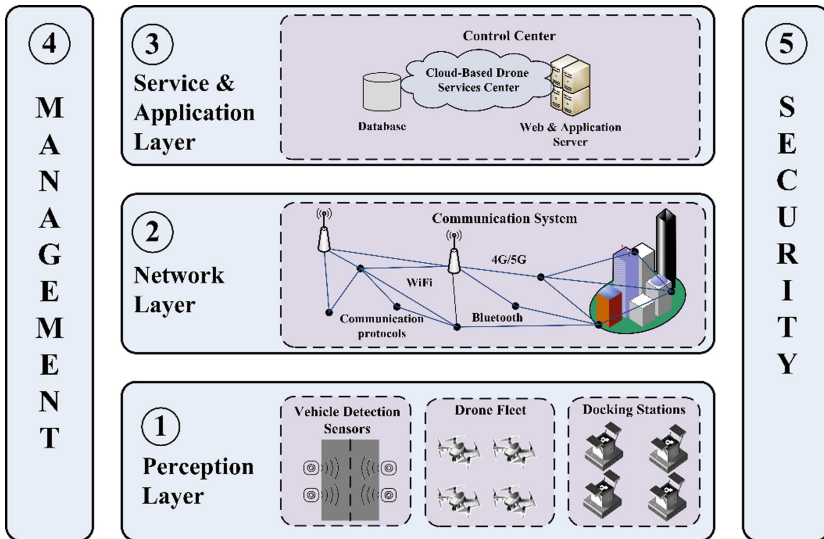 4
MANAGEMENT
3
Service &
Application
Layer
Control Center
Cloud-Based Drone
Services Center
Database
Web & Application
Server
2
Network
Layer
Communication System
4G/5G
WiFi
Communication
protocols
Bluetooth
1
Perception
Layer
Vehicle Detection
Sensors
Drone Fleet
Docking Stations
5
SECURITY